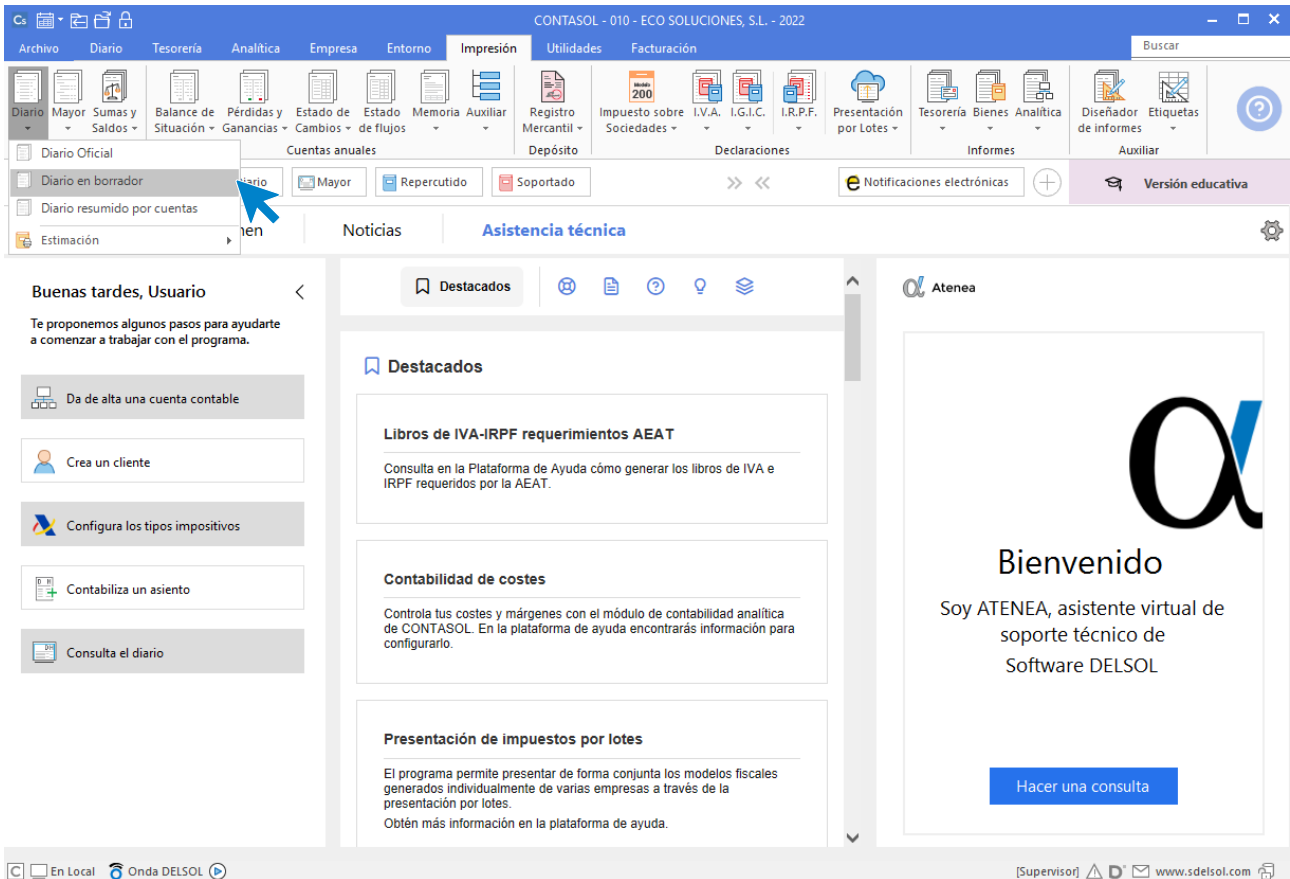 Cs
CONTASOL - 010 - ECO SOLUCIONES, S.L. - 2022
Archivo Diario Tesorería Analítica Empresa Entorno Impresión Utilidades Facturación Buscar
Diario Mayor Sumas y Saldos Balance de Situación Pérdidas y Ganancias Estado de Cambios Estado de flujos Memoria Auxiliar Registro Mercantil Modelo 200 Impuesto sobre Sociedades I.V.A. I.G.I.C. I.R.P.F. Presentación por Lotes Tesorería Bienes Analítica Diseñador de informes Etiquetas
Cuentas anuales Depósito Declaraciones Informes Auxiliar
Diario Oficial
Diario en borrador
Diario resumido por cuentas
Estimación
Mayor Repercutido Soportado Notificaciones electrónicas Versión educativa
Noticias Asistencia técnica
Buenas tardes, Usuario
Te proponemos algunos pasos para ayudarte
a comenzar a trabajar con el programa.
Da de alta una cuenta contable
Crea un cliente
Configura los tipos impositivos
Contabiliza un asiento
Consulta el diario
Destacados
Destacados
Libros de IVA-IRPF requerimientos AEAT
Consulta en la Plataforma de Ayuda cómo generar los libros de IVA e
IRPF requeridos por la AEAT.
Contabilidad de costes
Controla tus costes y márgenes con el módulo de contabilidad analítica
de CONTASOL. En la plataforma de ayuda encontrarás información para
configurarlo.
Presentación de impuestos por lotes
El programa permite presentar de forma conjunta los modelos fiscales
generados individualmente de varias empresas a través de la
presentación por lotes.
Obtén más información en la plataforma de ayuda.
Atenea
Bienvenido
Soy ATENEA, asistente virtual de
soporte técnico de
Software DELSOL
Hacer una consulta
C En Local Onda DELSOL [Supervisor] D www.sdelsol.com